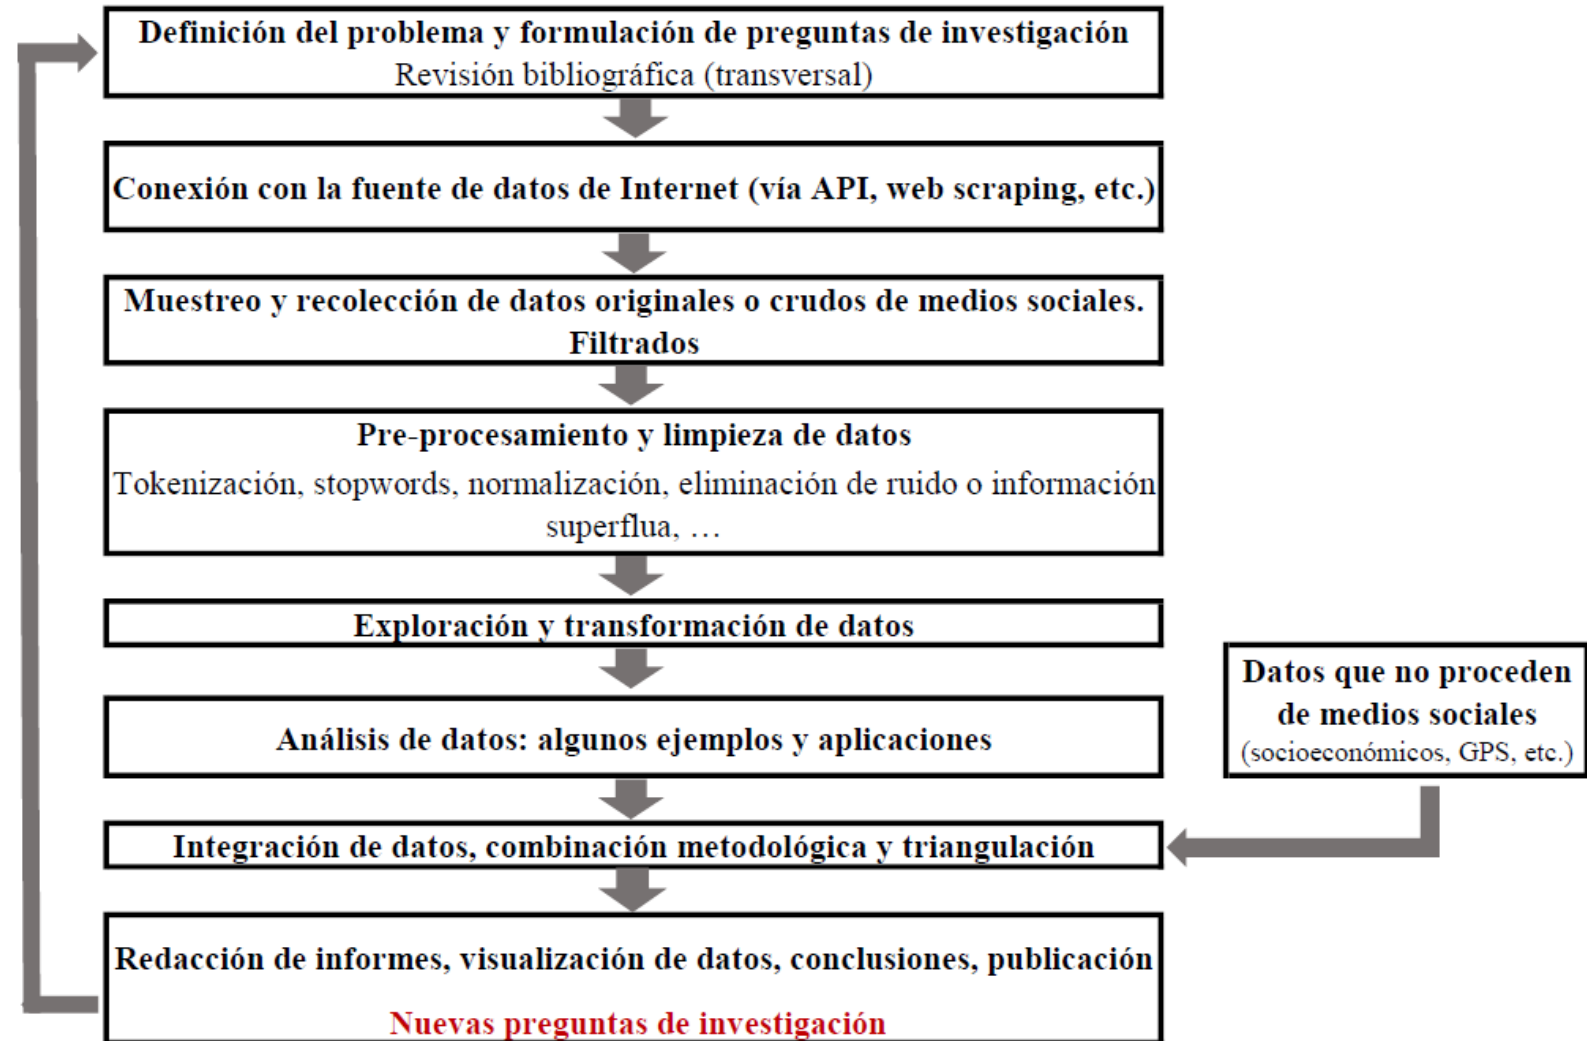 Definición del problema y formulación de preguntas de investigación
Revisión bibliográfica (transversal)
Conexión con la fuente de datos de Internet (vía API, web scraping, etc.)
Muestreo y recolección de datos originales o crudos de medios sociales.
Filtrados
Pre-procesamiento y limpieza de datos
Tokenización, stopwords, normalización, eliminación de ruido o información
superflua, …
Exploración y transformación de datos
Análisis de datos: algunos ejemplos y aplicaciones
Datos que no proceden
de medios sociales
(socioeconómicos, GPS, etc.)
Integración de datos, combinación metodológica y triangulación
Redacción de informes, visualización de datos, conclusiones, publicación
Nuevas preguntas de investigación